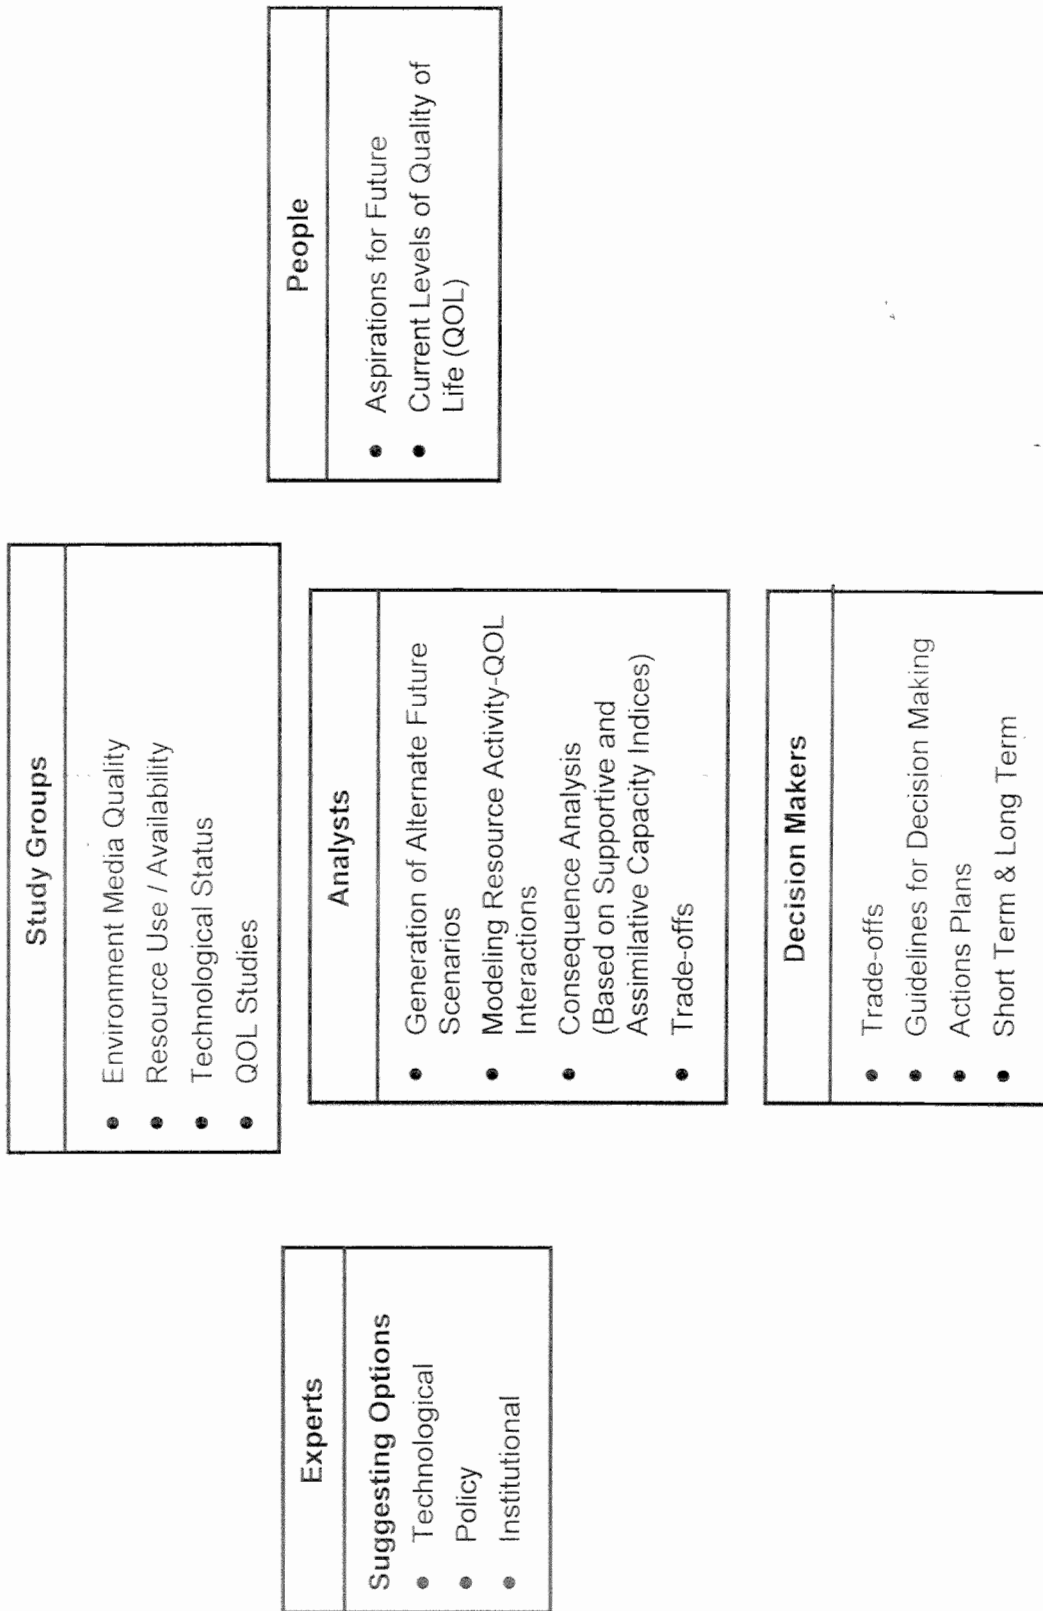 Study Groups
● Environment Media Quality
● Resource Use / Availability
● Technological Status
● QOL Studies
Experts
Suggesting Options
● Technological
● Policy
● Institutional
Analysts
● Generation of Alternate Future
Scenarios
● Modeling Resource Activity-QOL
Interactions
● Consequence Analysis
(Based on Supportive and
Assimilative Capacity Indices)
● Trade-offs
People
● Aspirations for Future
● Current Levels of Quality of
Life (QOL)
Decision Makers
● Trade-offs
● Guidelines for Decision Making
● Actions Plans
● Short Term & Long Term